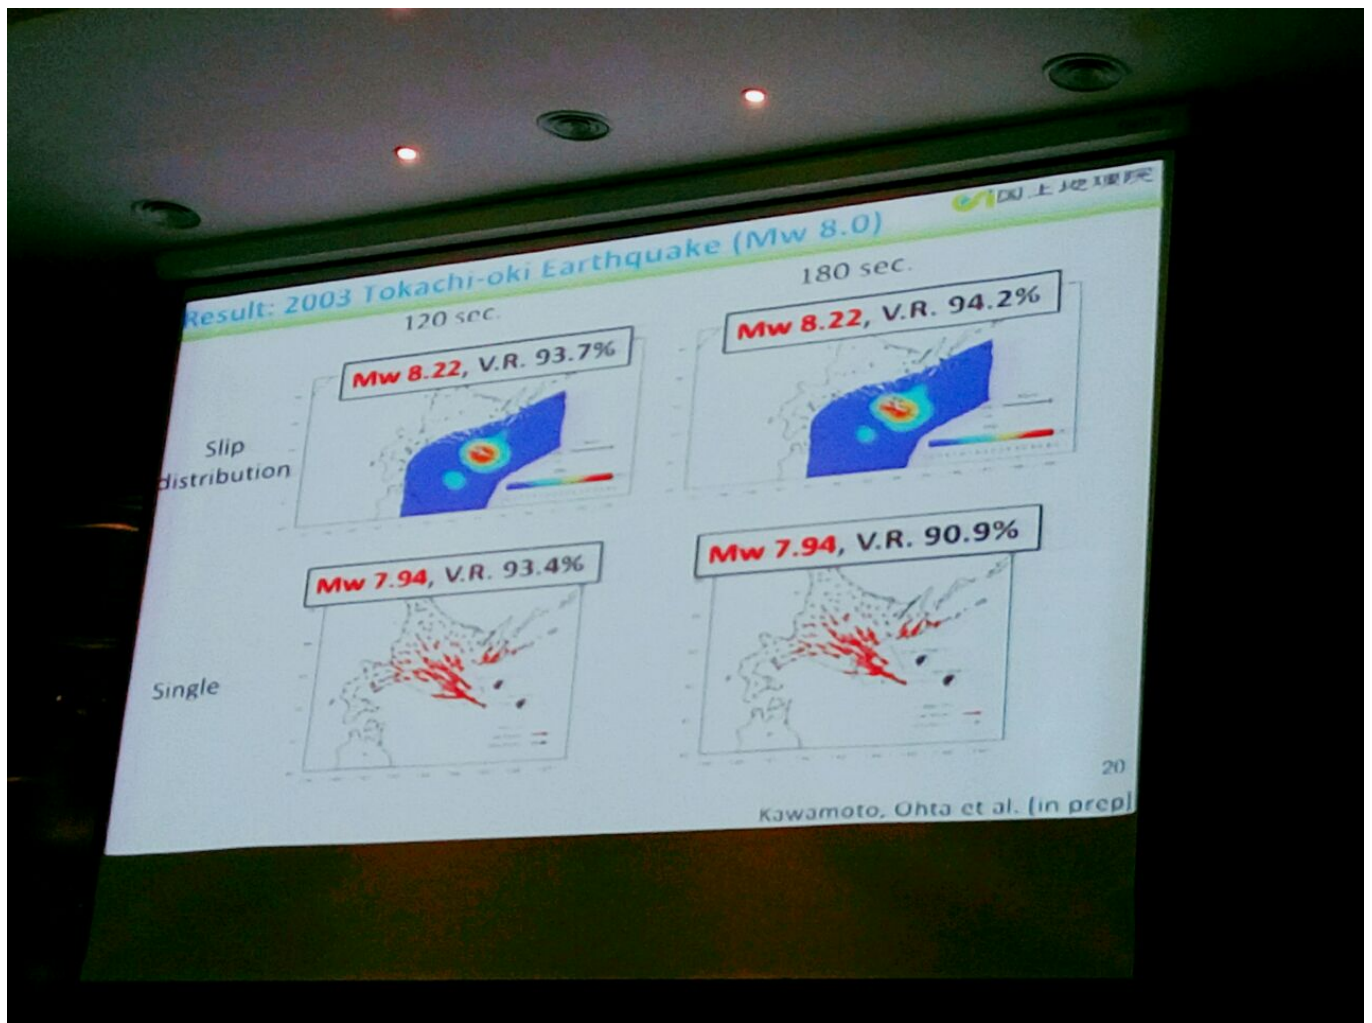 国土地理院
Result: 2003 Tokachi-oki Earthquake (Mw 8.0)
120 sec.
180 sec.
Mw 8.22, V.R. 93.7%
Mw 8.22, V.R. 94.2%
Slip
distribution
Mw 7.94, V.R. 93.4%
Mw 7.94, V.R. 90.9%
Single
20
Kawamoto, Ohta et al. (in prep)